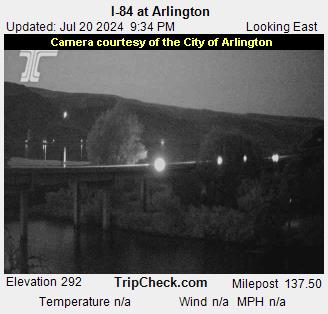 I-84 at Arlington
Updated: Jul 20 2024 9:34 PM Looking East
Camera courtesy of the City of Arlington
Elevation 292 TripCheck.com Milepost 137.50
Temperature n/a Wind n/a MPH n/a